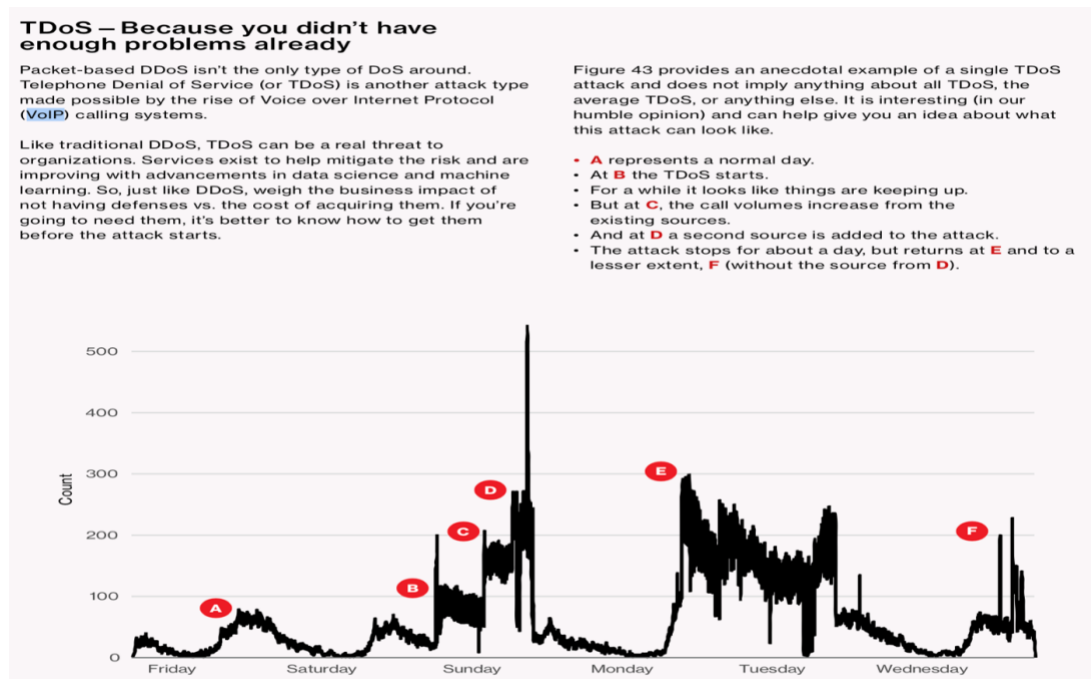 TDoS – Because you didn't have
enough problems already
Packet-based DDoS isn't the only type of DoS around.
Telephone Denial of Service (or TDoS) is another attack type
made possible by the rise of Voice over Internet Protocol
(VoIP) calling systems.
Like traditional DDoS, TDoS can be a real threat to
organizations. Services exist to help mitigate the risk and are
improving with advancements in data science and machine
learning. So, just like DDoS, weigh the business impact of
not having defenses vs. the cost of acquiring them. If you're
going to need them, it's better to know how to get them
before the attack starts.
Figure 43 provides an anecdotal example of a single TDoS
attack and does not imply anything about all TDoS, the
average TDoS, or anything else. It is interesting (in our
humble opinion) and can help give you an idea about what
this attack can look like.
• A represents a normal day.
• At B the TDoS starts.
• For a while it looks like things are keeping up.
• But at C, the call volumes increase from the
existing sources.
• And at D a second source is added to the attack.
• The attack stops for about a day, but returns at E and to a
lesser extent, F (without the source from D).
500
400
300
200
100
0
Count
A
B
C
D
E
F
Friday
Saturday
Sunday
Monday
Tuesday
Wednesday